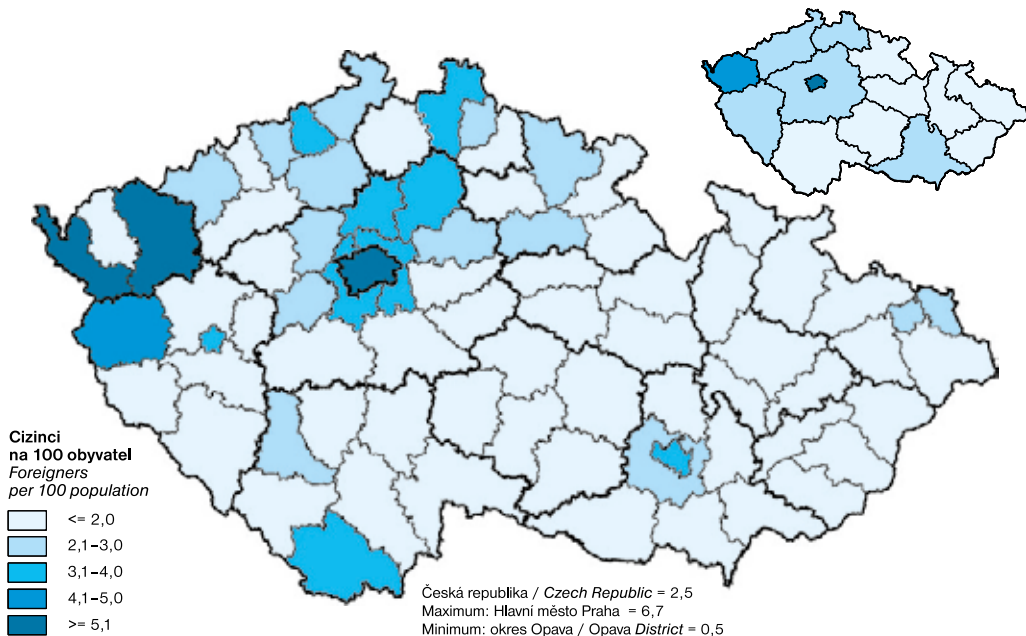 Cizinci
na 100 obyvatel
Foreigners
per 100 population
<= 2,0
2,1–3,0
3,1–4,0
4,1–5,0
>= 5,1
Česká republika / Czech Republic = 2,5
Maximum: Hlavní město Praha = 6,7
Minimum: okres Opava / Opava District = 0,5